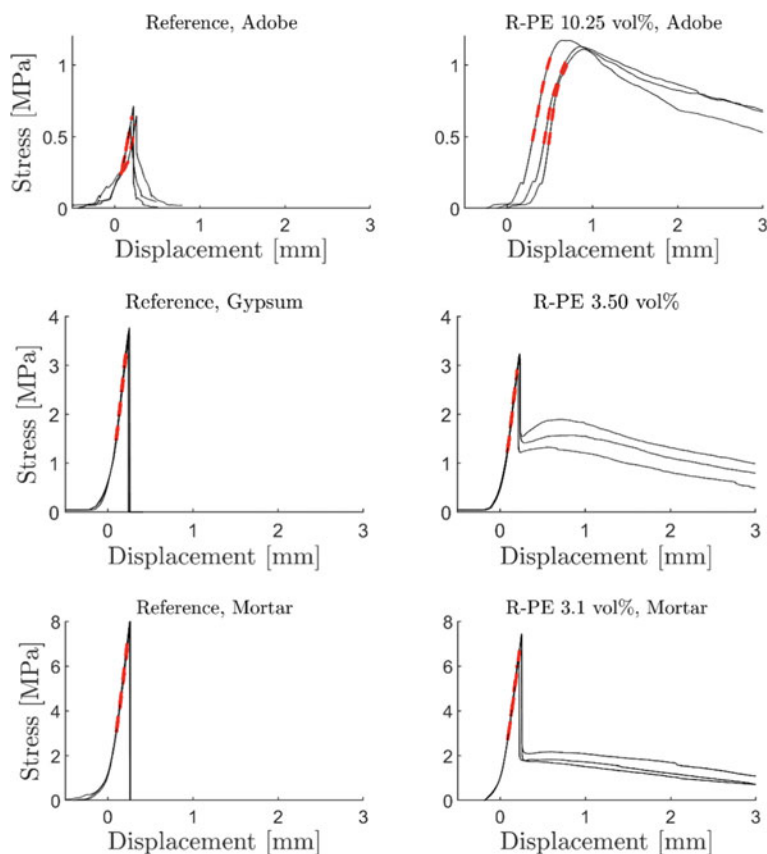 Reference, Adobe
R-PE 10.25 vol%, Adobe
Stress [MPa]
1
0.5
0
0 1 2 3
Displacement [mm]
1
0.5
0
0 1 2 3
Displacement [mm]
Reference, Gypsum
R-PE 3.50 vol%
Stress [MPa]
4
3
2
1
0
0 1 2 3
Displacement [mm]
4
3
2
1
0
0 1 2 3
Displacement [mm]
Reference, Mortar
R-PE 3.1 vol%, Mortar
Stress [MPa]
8
6
4
2
0
0 1 2 3
Displacement [mm]
8
6
4
2
0
0 1 2 3
Displacement [mm]